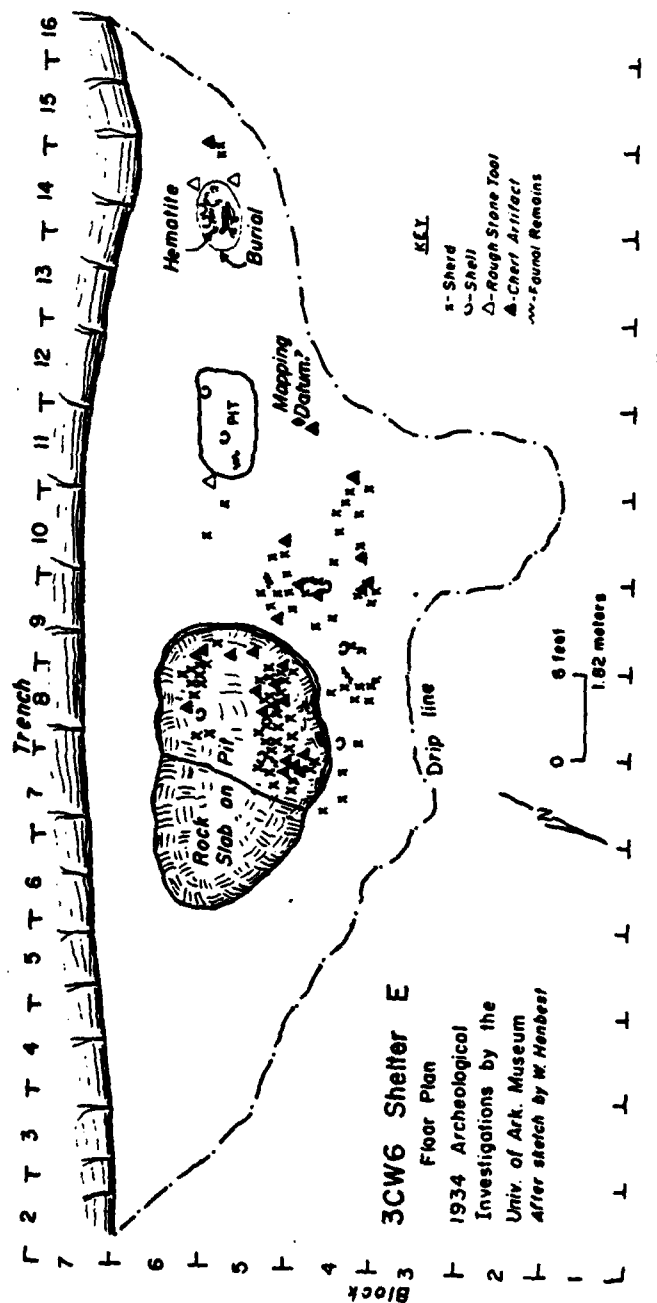 Trench
2 3 4 5 6 7 8 9 10 11 12 13 14 15 16
Block
7
6
5
4
3
2
1
Rock
Slab on Pit
PIT
Mapping
Datum?
Hematite
Burial
Drip line
KEY
x - Sherd
- Shell
△ - Rough Stone Tool
▲ - Chert Artifact
- Faunal Remains
0 6 feet
1.82 meters
N
3CW6 Shelter E
Floor Plan
1934 Archeological
Investigations by the
Univ. of Ark. Museum
After sketch by W. Henbest